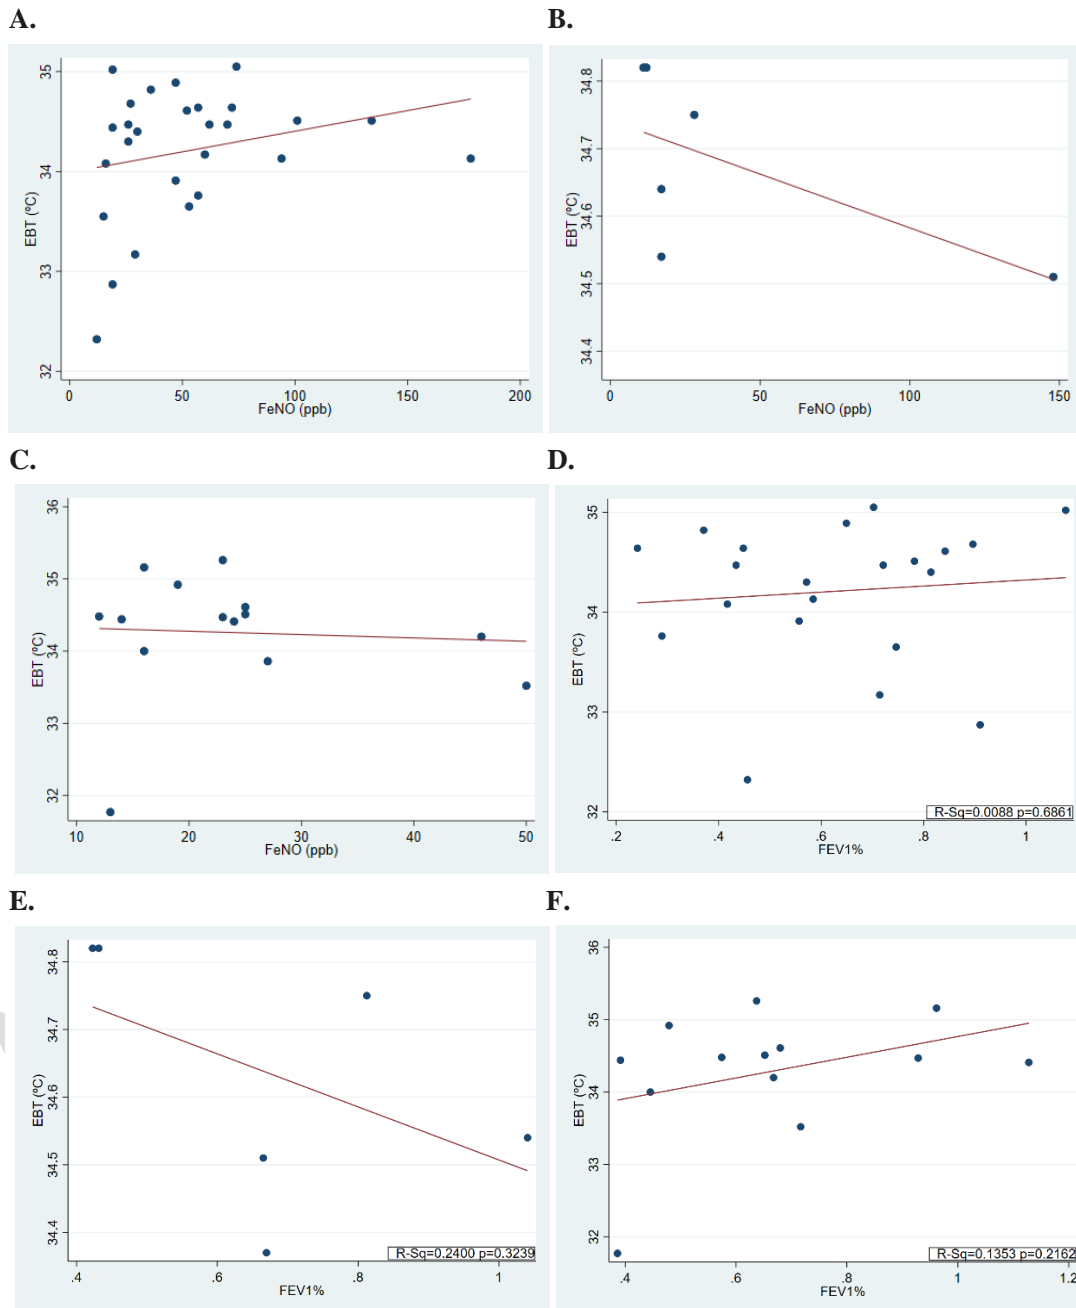 A.
B.
35
34
33
32
EBT (ºC)
0
50
100
150
200
FeNO (ppb)
34.8
34.7
34.6
34.5
34.4
EBT (ºC)
0
50
100
150
FeNO (ppb)
C.
D.
36
35
34
33
32
EBT (ºC)
10
20
30
40
50
FeNO (ppb)
35
34
33
32
EBT (ºC)
R-Sq=0.0088 p=0.6861
.2
.4
.6
.8
1
FEV1%
E.
F.
34.8
34.7
34.6
34.5
34.4
EBT (ºC)
R-Sq=0.2400 p=0.3239
.4
.6
.8
1
FEV1%
36
35
34
33
32
EBT (ºC)
R-Sq=0.1353 p=0.2162
.4
.6
.8
1
1.2
FEV1%